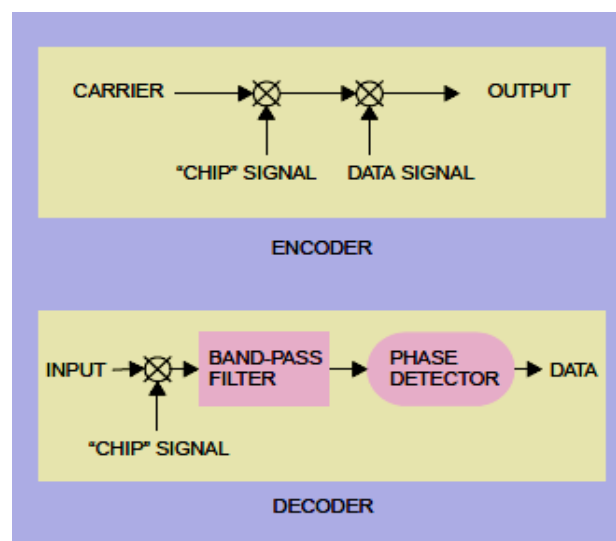 CARRIER
OUTPUT
“CHIP” SIGNAL
DATA SIGNAL
ENCODER
INPUT
BAND-PASS
FILTER
PHASE
DETECTOR
DATA
“CHIP” SIGNAL
DECODER